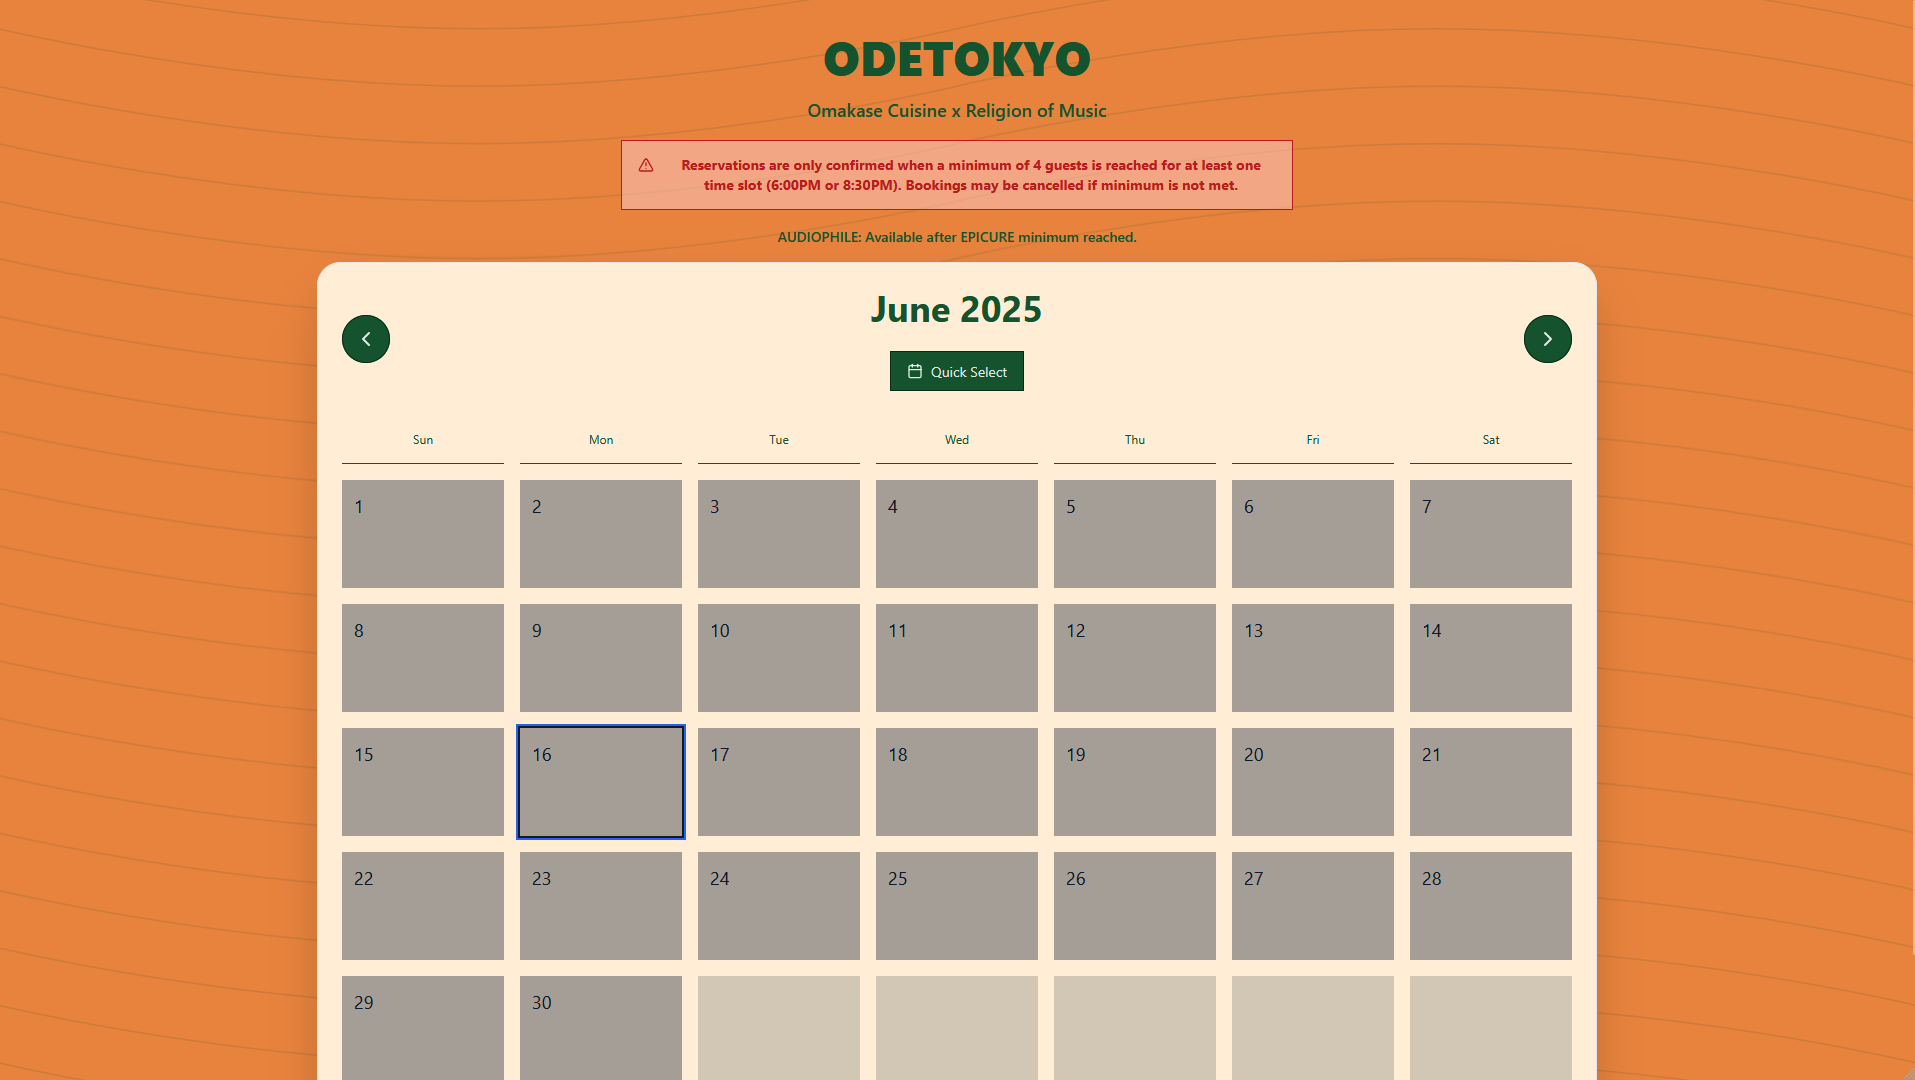 ODETOKYO
Omakase Cuisine x Religion of Music
Reservations are only confirmed when a minimum of 4 guests is reached for at least one
time slot (6:00PM or 8:30PM). Bookings may be cancelled if minimum is not met.
AUDIOPHILE: Available after EPICURE minimum reached.
June 2025
Quick Select
Sun Mon Tue Wed Thu Fri Sat
1 2 3 4 5 6 7
8 9 10 11 12 13 14
15 16 17 18 19 20 21
22 23 24 25 26 27 28
29 30